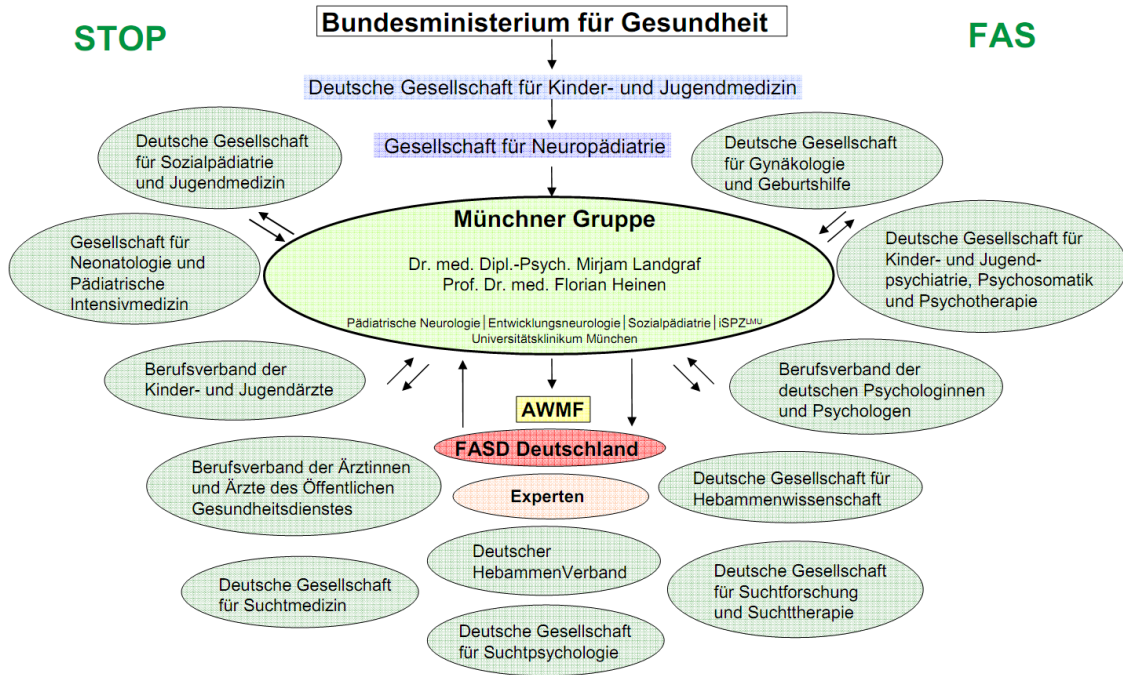 STOP
Bundesministerium für Gesundheit
FAS
Deutsche Gesellschaft für Kinder- und Jugendmedizin
Gesellschaft für Neuropädiatrie
Deutsche Gesellschaft
für Sozialpädiatrie
und Jugendmedizin
Deutsche Gesellschaft
für Gynäkologie
und Geburtshilfe
Münchner Gruppe
Dr. med. Dipl.-Psych. Mirjam Landgraf
Prof. Dr. med. Florian Heinen
Pädiatrische Neurologie|Entwicklungsneurologie|Sozialpädiatrie|iSPZLMU
Universitätsklinikum München
Gesellschaft für
Neonatologie und
Pädiatrische
Intensivmedizin
Deutsche Gesellschaft für
Kinder- und Jugend-
psychiatrie, Psychosomatik
und Psychotherapie
Berufsverband der
Kinder- und Jugendärzte
AWMF
Berufsverband der
deutschen Psychologinnen
und Psychologen
FASD Deutschland
Berufsverband der Ärztinnen
und Ärzte des Öffentlichen
Gesundheitsdienstes
Experten
Deutsche Gesellschaft für
Hebammenwissenschaft
Deutscher
HebammenVerband
Deutsche Gesellschaft
für Suchtmedizin
Deutsche Gesellschaft
für Suchtforschung
und Suchttherapie
Deutsche Gesellschaft
für Suchtpsychologie